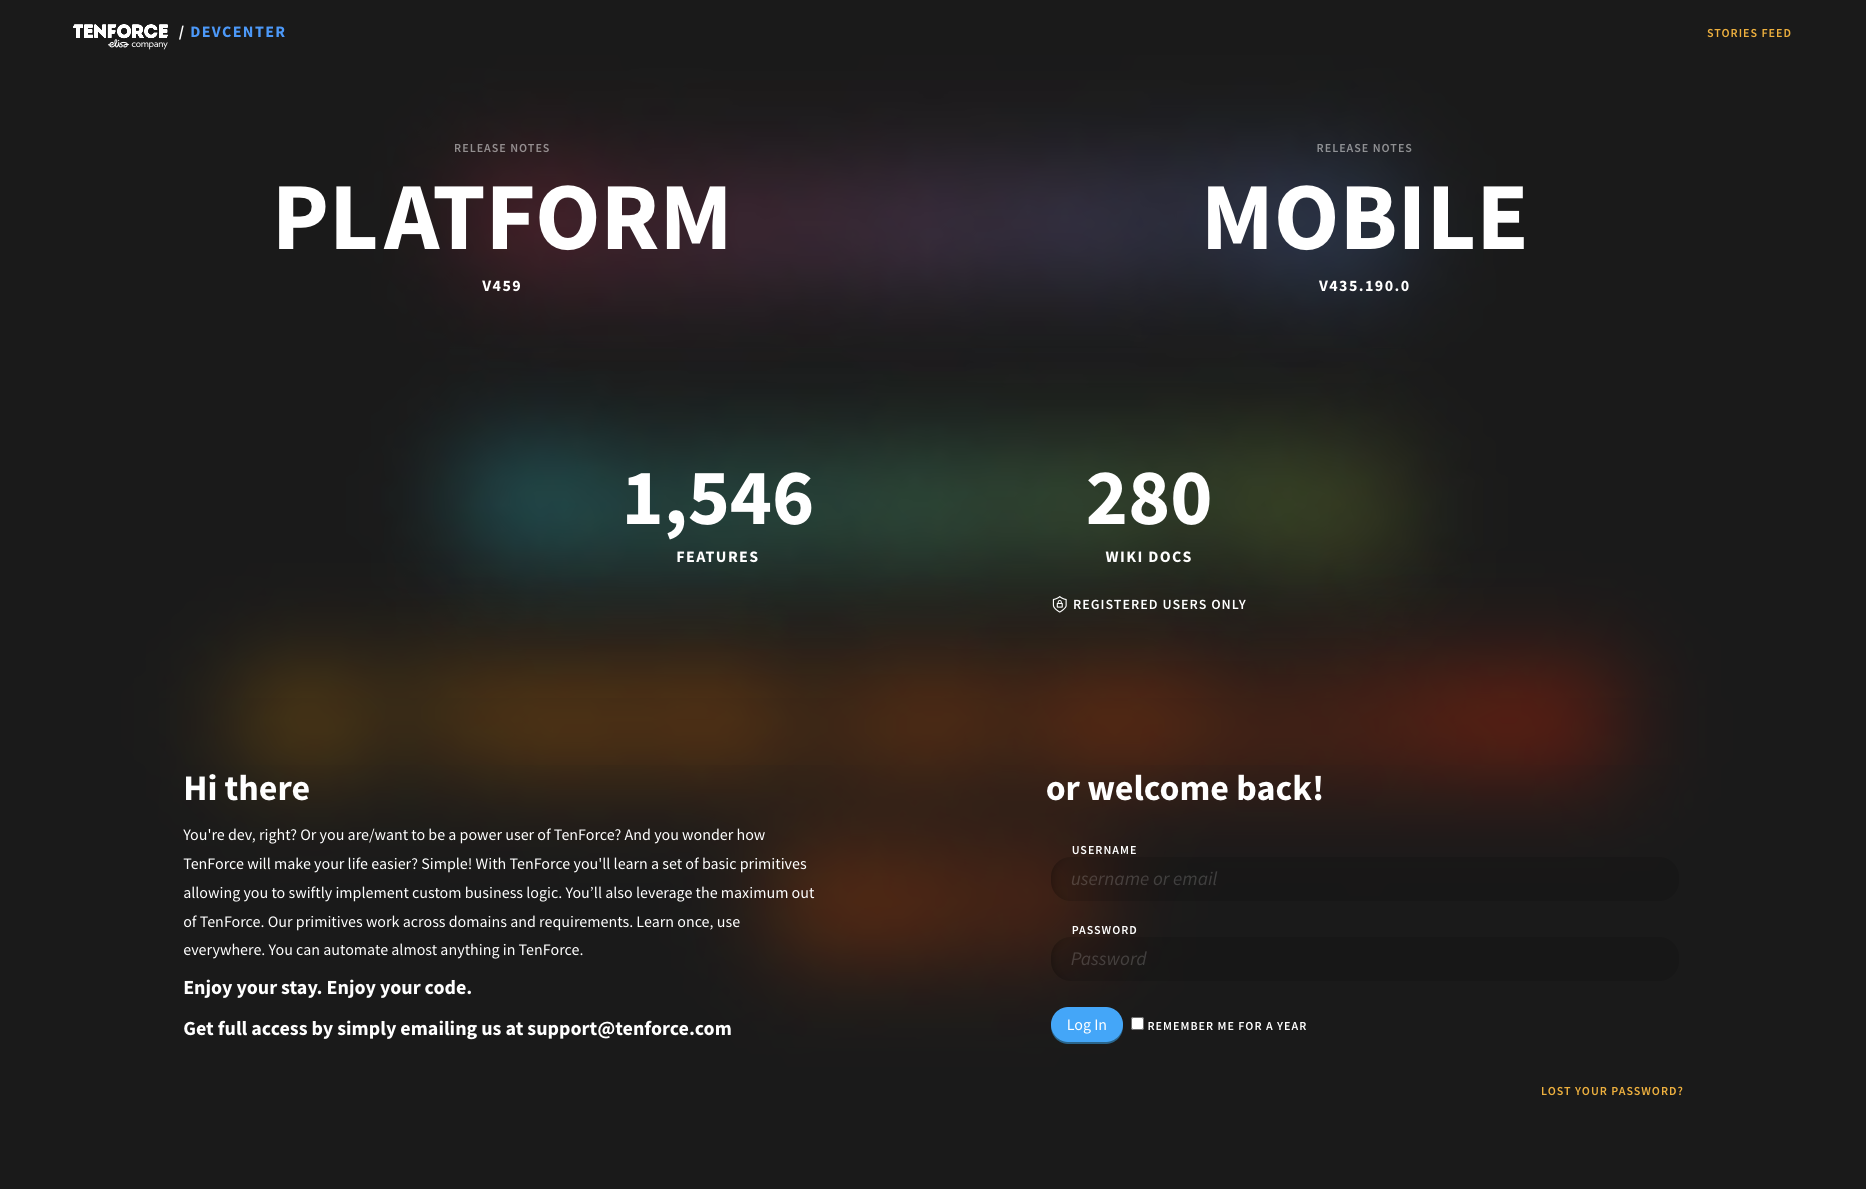 TENFORCE / DEVCENTER
elisa company
STORIES FEED
RELEASE NOTES
PLATFORM
V459
RELEASE NOTES
MOBILE
V435.190.0
1,546
FEATURES
280
WIKI DOCS
REGISTERED USERS ONLY
Hi there
You're dev, right? Or you are/want to be a power user of TenForce? And you wonder how
TenForce will make your life easier? Simple! With TenForce you'll learn a set of basic primitives
allowing you to swiftly implement custom business logic. You’ll also leverage the maximum out
of TenForce. Our primitives work across domains and requirements. Learn once, use
everywhere. You can automate almost anything in TenForce.
Enjoy your stay. Enjoy your code.
Get full access by simply emailing us at support@tenforce.com
or welcome back!
USERNAME
username or email
PASSWORD
Password
Log In
REMEMBER ME FOR A YEAR
LOST YOUR PASSWORD?